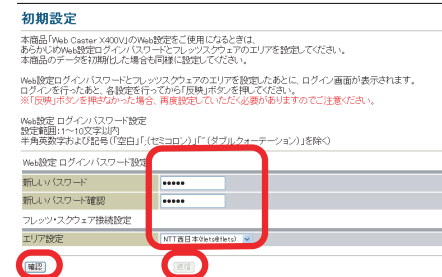 初期設定
本商品「Web Caster X400V」のWeb設定をご使用になるときは、
あらかじめWeb設定ログインパスワードとフレッツスクウェアのエリアを設定してください。
本商品のデータを初期化した場合も同様に設定してください。
Web設定ログインパスワードとフレッツスクウェアのエリアを設定したあとに、ログイン画面が表示されます。
ログインを行ったあと、各設定を行ってから「反映」ボタンを押してください。
※「反映」ボタンを押さなかった場合、再度設定していただく必要がありますのでご注意ください。
Web設定 ログインパスワード設定
設定範囲:1～10文字以内
半角英数字および記号(「空白」「;(セミコロン)」「"(ダブルクォーテーション)」を除く)
Web設定 ログインパスワード設定
新しいパスワード •••••
新しいパスワード確認 •••••
フレッツ・スクウェア接続設定
エリア設定 NTT西日本(flets@flets)
確認 送信